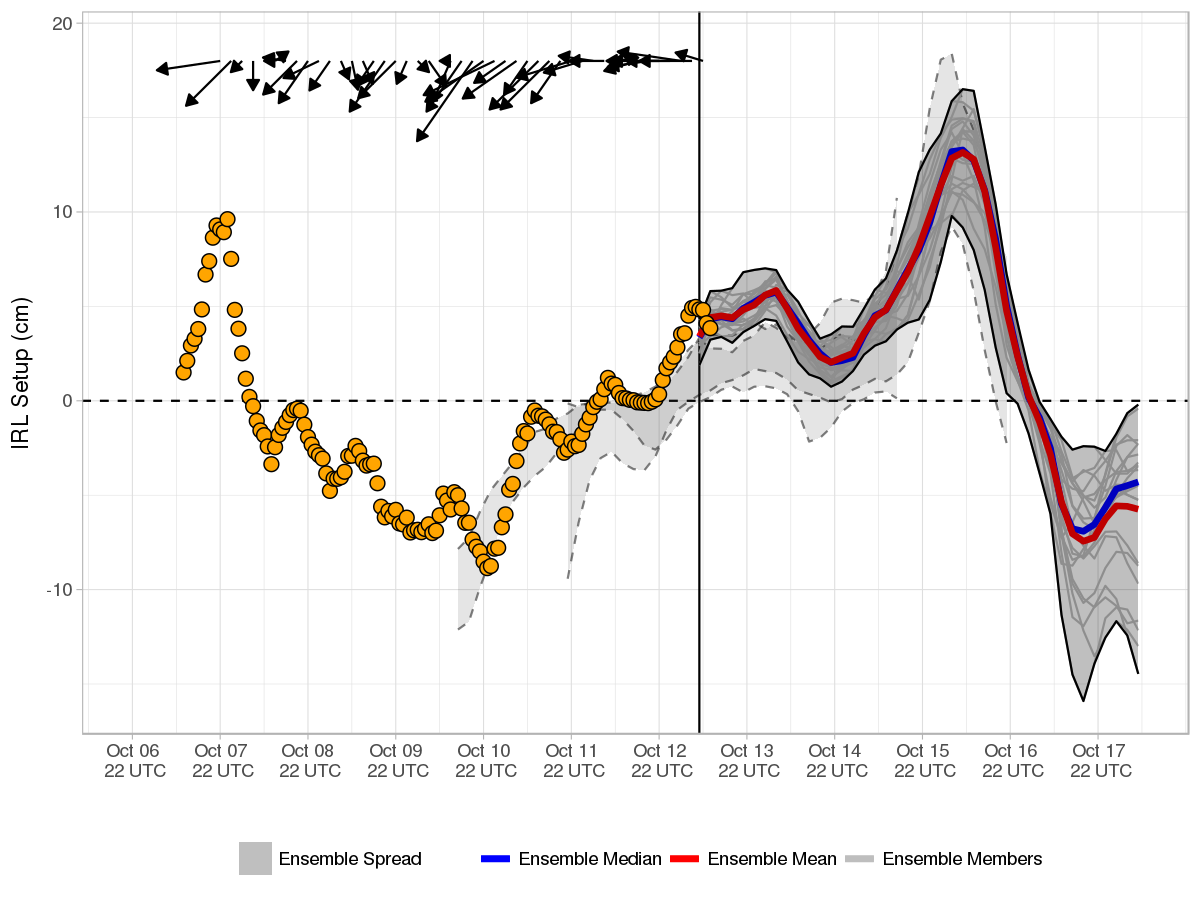 20
10
0
-10
IRL Setup (cm)
Oct 06 Oct 07 Oct 08 Oct 09 Oct 10 Oct 11 Oct 12 Oct 13 Oct 14 Oct 15 Oct 16 Oct 17
22 UTC 22 UTC 22 UTC 22 UTC 22 UTC 22 UTC 22 UTC 22 UTC 22 UTC 22 UTC 22 UTC 22 UTC
Ensemble Spread Ensemble Median Ensemble Mean Ensemble Members